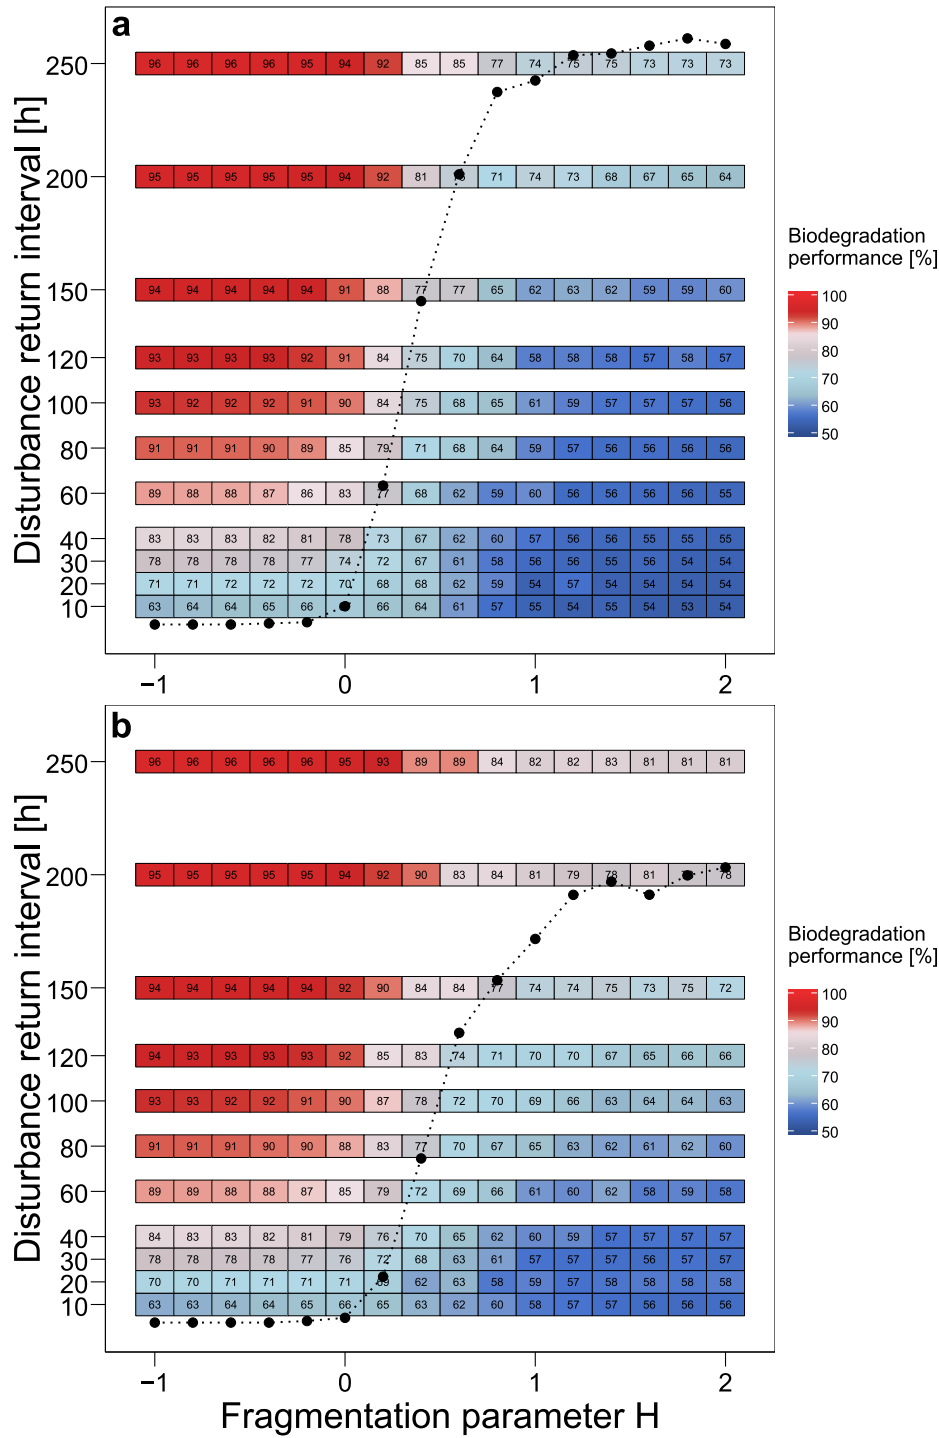 a
Disturbance return interval [h]
250
96 96 96 96 95 94 92 85 85 77 74 75 75 73 73 73
200
95 95 95 95 95 94 92 81 71 74 73 68 67 65 64
150
94 94 94 94 94 91 88 77 77 65 62 63 62 59 59 60
120
93 93 93 93 92 91 84 75 70 64 58 58 58 57 58 57
100
93 92 92 92 91 90 84 75 68 65 61 59 57 57 57 56
80
91 91 91 90 89 85 79 71 68 64 59 57 56 56 56 56
60
89 88 88 87 86 83 77 68 62 59 60 56 56 56 56 55
40
83 83 83 82 81 78 73 67 62 60 57 56 56 55 55 55
30
78 78 78 78 77 74 72 67 61 58 56 56 55 56 54 54
20
71 71 72 72 72 70 68 68 62 59 54 57 54 54 54 54
10
63 64 64 65 66 66 64 61 57 55 54 55 54 53 54
−1 0 1 2
Biodegradation
performance [%]
100
90
80
70
60
50
b
Disturbance return interval [h]
250
96 96 96 96 96 95 93 89 89 84 82 82 83 81 81 81
200
95 95 95 95 95 94 92 90 83 84 81 79 78 81 78
150
94 94 94 94 94 92 90 84 84 77 74 74 75 73 75 72
120
94 93 93 93 93 92 85 83 74 71 70 70 67 65 66 66
100
93 93 92 92 91 90 87 78 72 70 69 66 63 64 64 63
80
91 91 91 90 90 88 83 77 70 67 65 63 62 61 62 60
60
89 89 88 88 87 85 79 72 69 66 61 60 62 58 59 58
40
84 83 83 82 81 79 76 70 65 62 60 59 57 57 57 57
30
78 78 78 78 77 76 72 68 63 61 57 57 57 56 57 57
20
70 70 71 71 71 71 69 62 63 58 59 57 58 58 58 58
10
63 63 64 64 65 66 65 63 62 60 58 57 57 56 56 56
−1 0 1 2
Fragmentation parameter H
Biodegradation
performance [%]
100
90
80
70
60
50